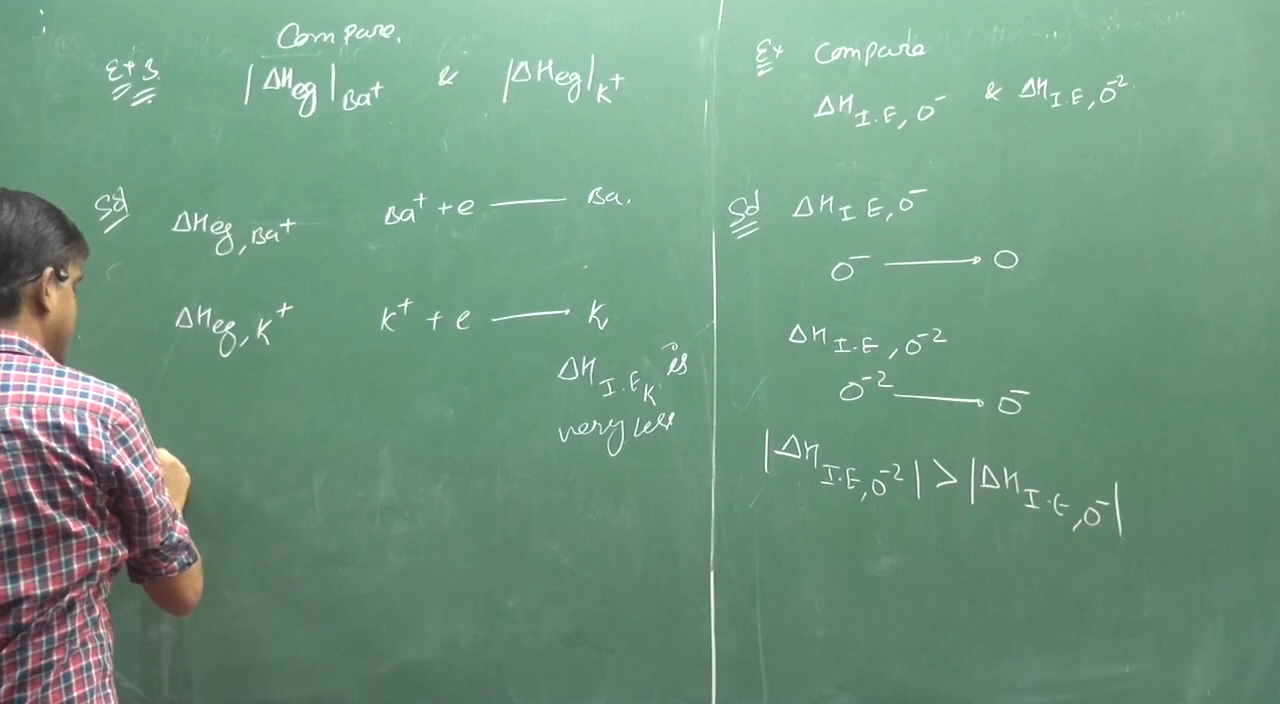 Compare.
Ex 3.
|ΔHeg|Ba⁺ & |ΔHeg|K⁺
Sol
ΔHeg, Ba⁺ Ba⁺ + e —— Ba.
ΔHeg, K⁺ K⁺ + e ⟶ K
ΔH I.E K is
very less
Ex Compare
ΔH I.E, O⁻ & ΔH I.E, O⁻²
Sol ΔH I.E, O⁻
O⁻ ⟶ O
ΔH I.E, O⁻²
O⁻² ⟶ O⁻
|ΔH I.E, O⁻²| > |ΔH I.E, O⁻|